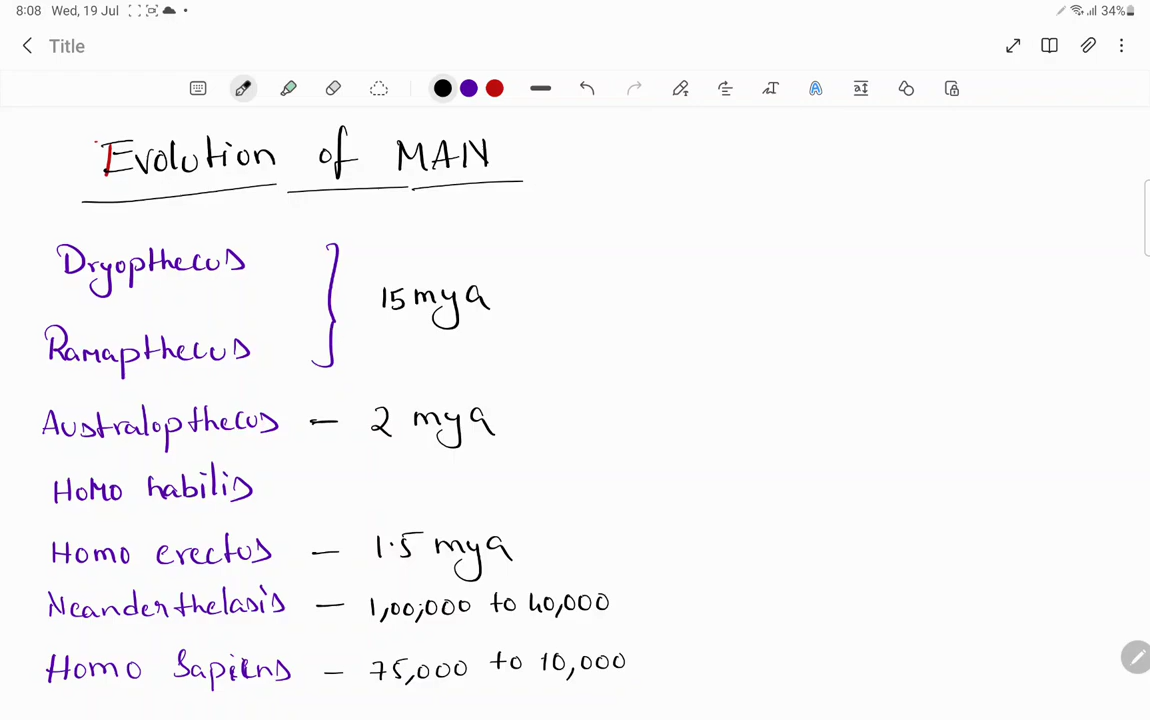 8:08 Wed, 19 Jul 34%
Title
Evolution of MAN
Dryopthecus
15 mya
Ramapthecus
Australopthecus — 2 mya
Homo habilis
Homo erectus — 1.5 mya
Neanderthelasis — 1,00,000 to 40,000
Homo Sapiens — 75,000 to 10,000